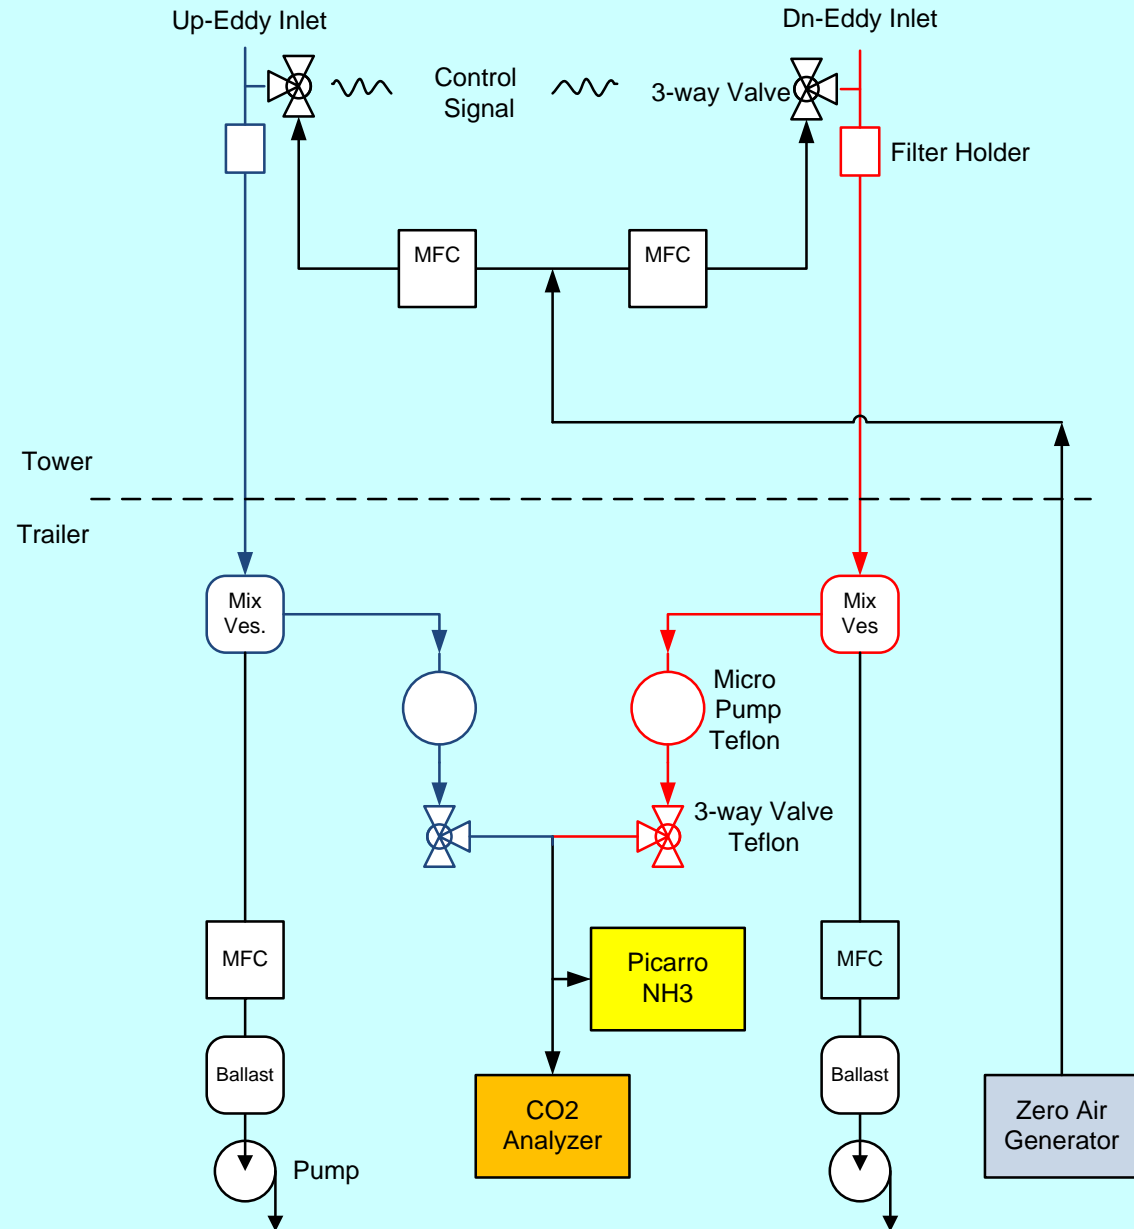 Up-Eddy Inlet
Dn-Eddy Inlet
Control
Signal
3-way Valve
Filter Holder
MFC
MFC
Tower
Trailer
Mix
Ves.
Mix
Ves
Micro
Pump
Teflon
3-way Valve
Teflon
MFC
Picarro
NH3
MFC
Ballast
Ballast
CO2
Analyzer
Zero Air
Generator
Pump